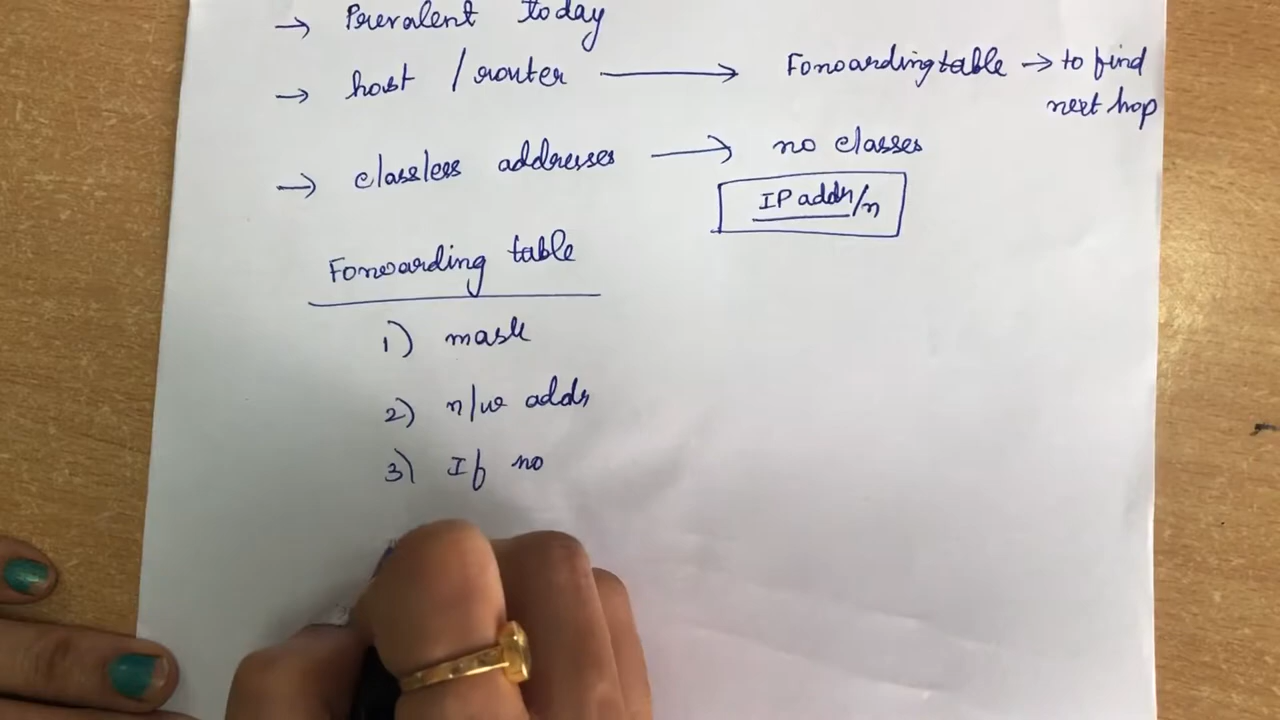 → Prevalent today
→ host / router → Forwarding table → to find
next hop
→ classless addresses → no classes
IP addr/n
Forwarding table
1) mask
2) n/w addr
3) If no